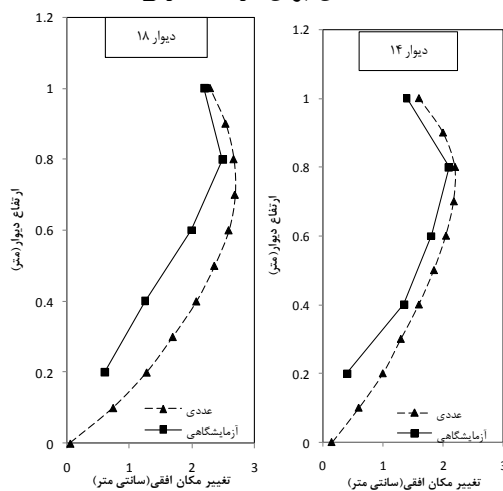 دیوار ۱۸
ارتفاع دیوار(متر)
1.2
1
0.8
0.6
0.4
0.2
0
0 1 2 3
عددی
آزمایشگاهی
تغییر مکان افقی(سانتی متر)
دیوار ۱۴
ارتفاع دیوار(متر)
1.2
1
0.8
0.6
0.4
0.2
0
0 1 2 3
عددی
آزمایشگاهی
تغییر مکان افقی(سانتی متر)